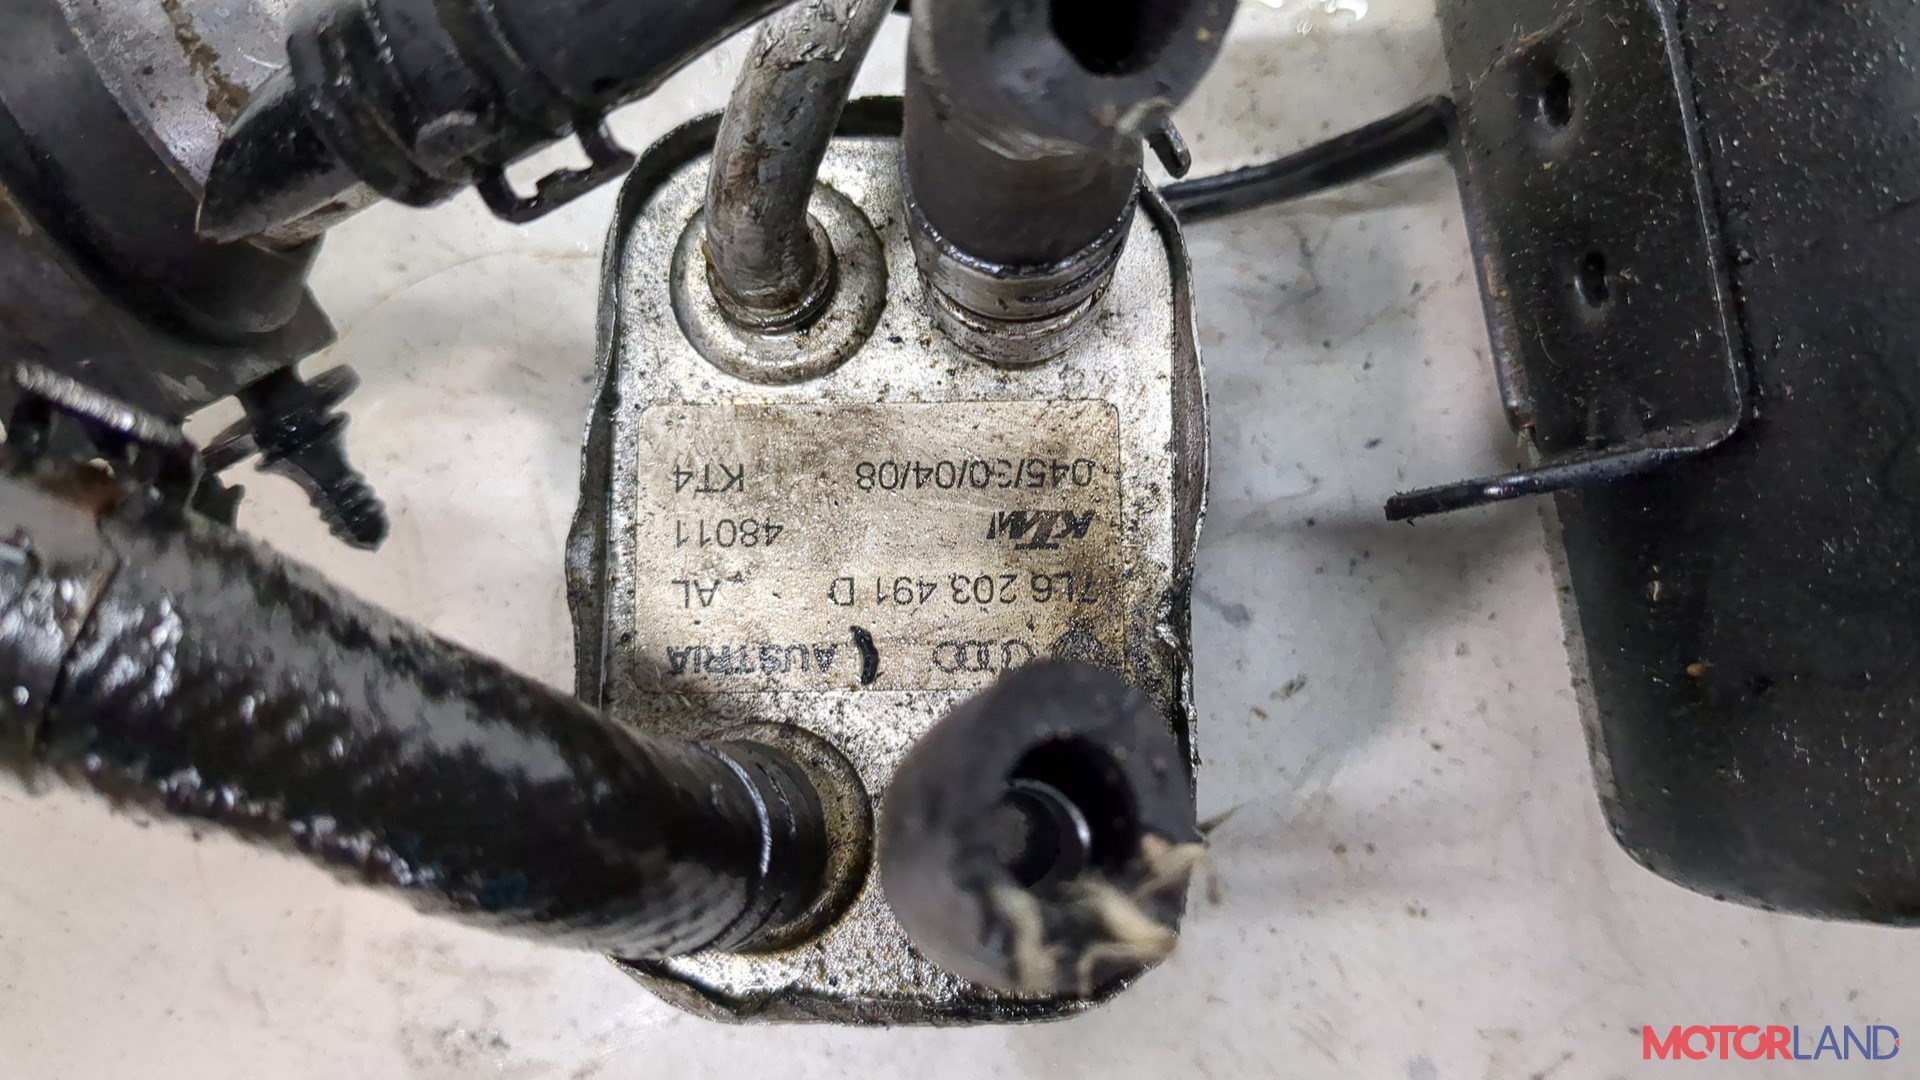 AUSTRIA
7L6 203 491 D AL
KTM 48011
045/30/04/08 KT4
MOTORLAND